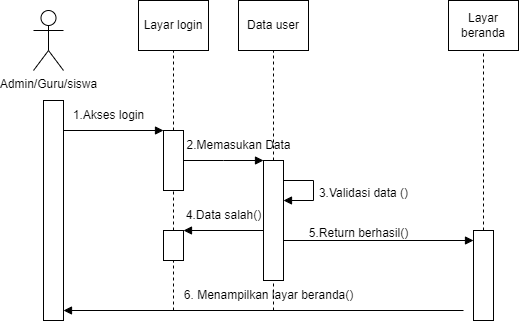 Layar login
Data user
Layar
beranda
Admin/Guru/siswa
1.Akses login
2.Memasukan Data
3.Validasi data ()
4.Data salah()
5.Return berhasil()
6. Menampilkan layar beranda()